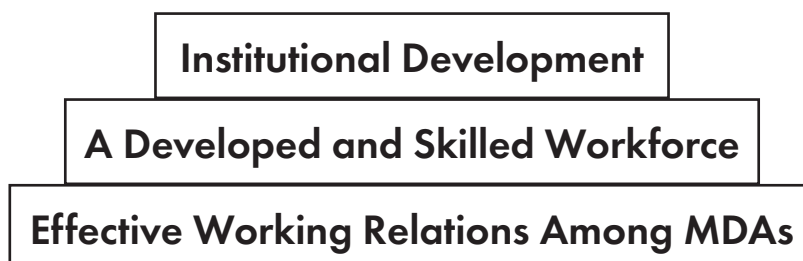 Institutional Development
A Developed and Skilled Workforce
Effective Working Relations Among MDAs